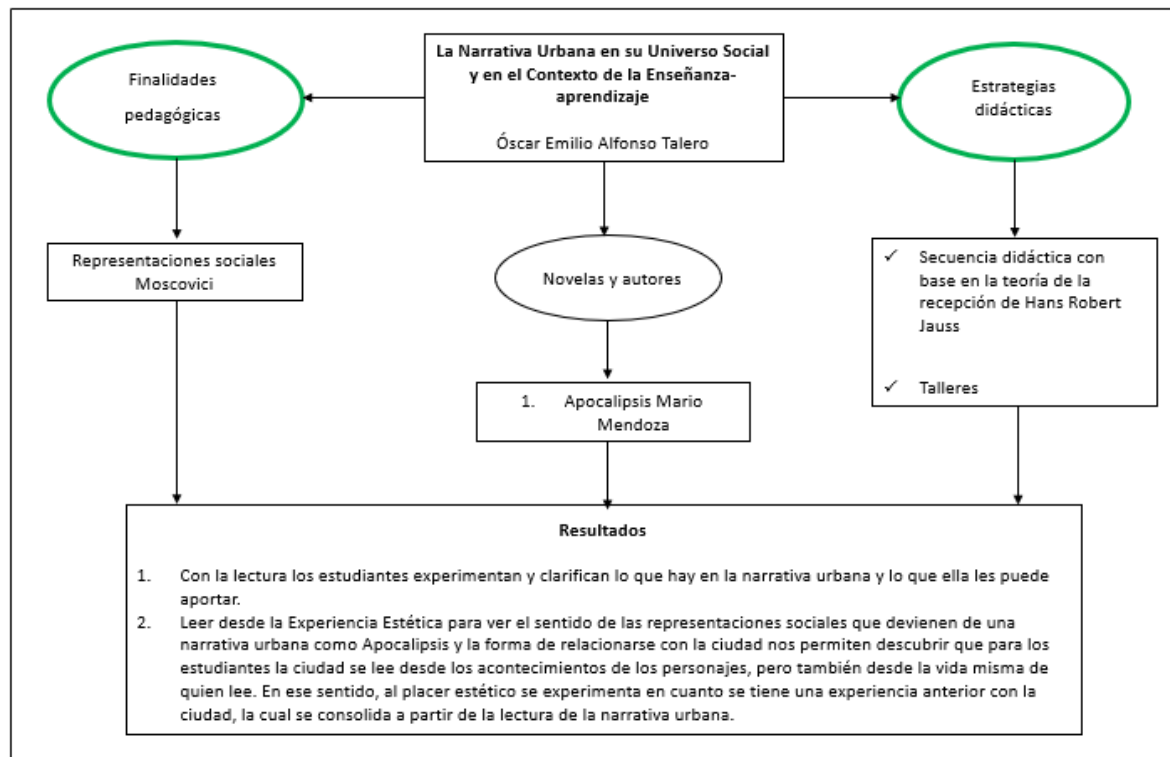 La Narrativa Urbana en su Universo Social
y en el Contexto de la Enseñanza-
aprendizaje
Óscar Emilio Alfonso Talero
Finalidades
pedagógicas
Estrategias
didácticas
Representaciones sociales
Moscovici
Novelas y autores
✓ Secuencia didáctica con
base en la teoría de la
recepción de Hans Robert
Jauss
✓ Talleres
1. Apocalipsis Mario
Mendoza
Resultados
1. Con la lectura los estudiantes experimentan y clarifican lo que hay en la narrativa urbana y lo que ella les puede
aportar.
2. Leer desde la Experiencia Estética para ver el sentido de las representaciones sociales que devienen de una
narrativa urbana como Apocalipsis y la forma de relacionarse con la ciudad nos permiten descubrir que para los
estudiantes la ciudad se lee desde los acontecimientos de los personajes, pero también desde la vida misma de
quien lee. En ese sentido, al placer estético se experimenta en cuanto se tiene una experiencia anterior con la
ciudad, la cual se consolida a partir de la lectura de la narrativa urbana.